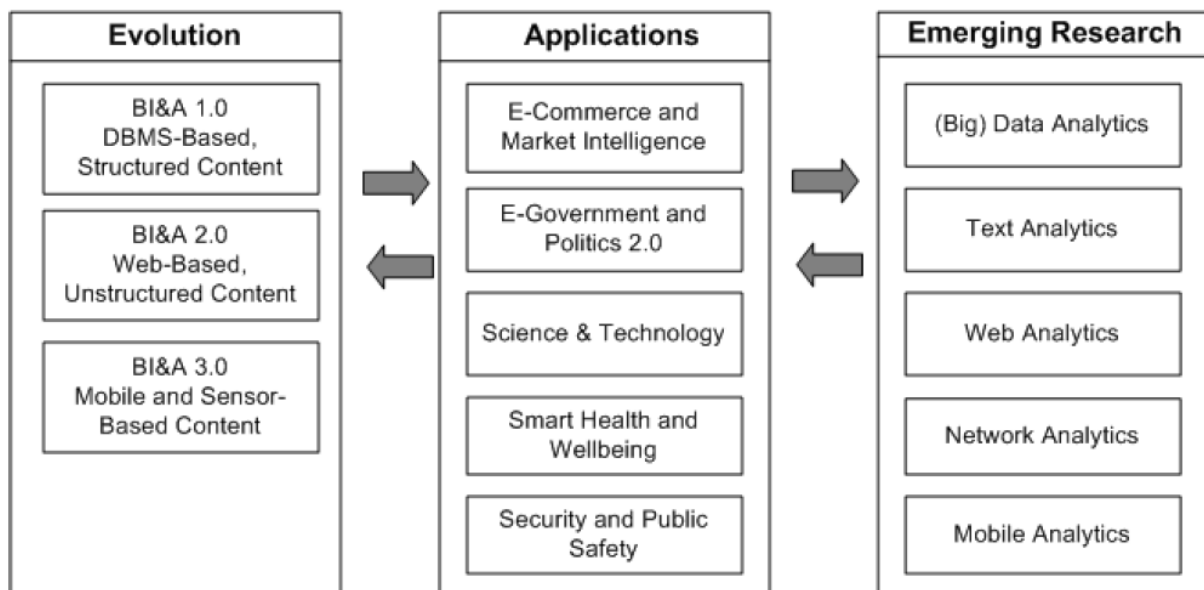 Evolution
BI&A 1.0
DBMS-Based,
Structured Content
BI&A 2.0
Web-Based,
Unstructured Content
BI&A 3.0
Mobile and Sensor-
Based Content
Applications
E-Commerce and
Market Intelligence
E-Government and
Politics 2.0
Science & Technology
Smart Health and
Wellbeing
Security and Public
Safety
Emerging Research
(Big) Data Analytics
Text Analytics
Web Analytics
Network Analytics
Mobile Analytics